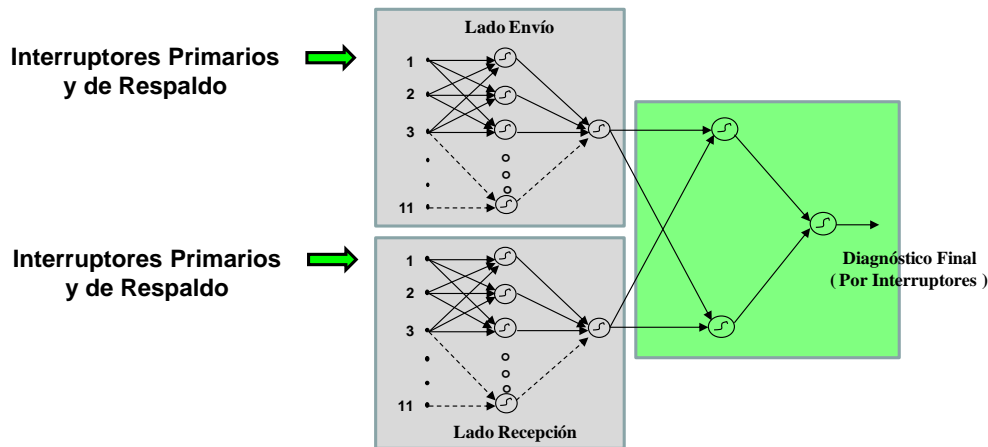 Lado Envío
Interruptores Primarios
y de Respaldo
1
2
3
11
Interruptores Primarios
y de Respaldo
1
2
3
11
Lado Recepción
Diagnóstico Final
( Por Interruptores )